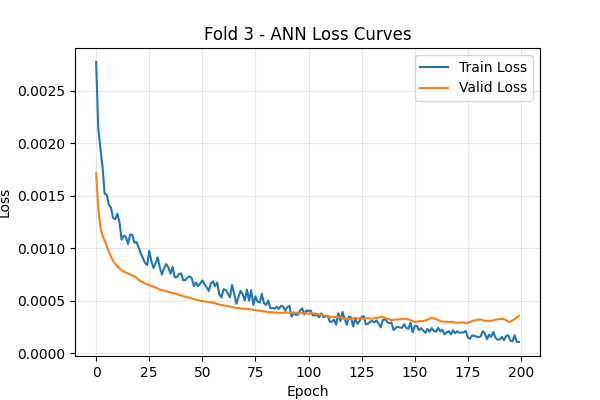 Fold 3 - ANN Loss Curves
Train Loss
Valid Loss
Loss
0.0025
0.0020
0.0015
0.0010
0.0005
0.0000
0 25 50 75 100 125 150 175 200
Epoch